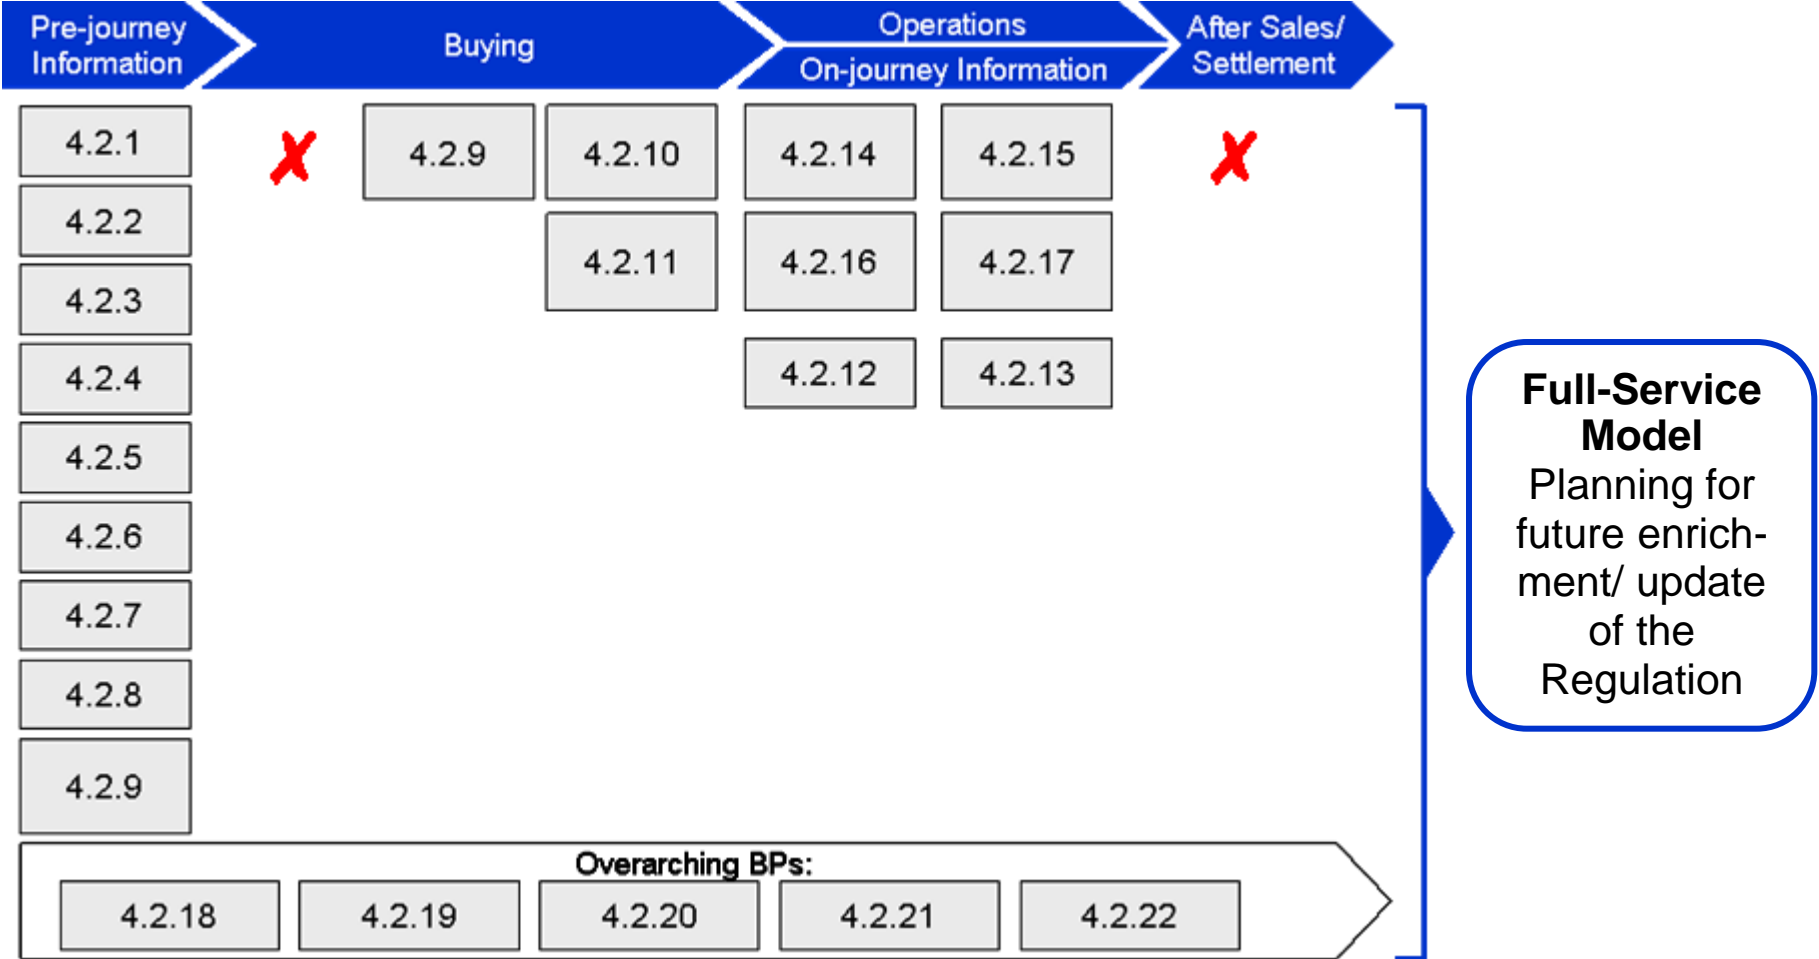 Pre-journey
Information
Buying
Operations
On-journey Information
After Sales/
Settlement
4.2.1
4.2.2
4.2.3
4.2.4
4.2.5
4.2.6
4.2.7
4.2.8
4.2.9
4.2.9
4.2.10
4.2.11
4.2.14
4.2.15
4.2.16
4.2.17
4.2.12
4.2.13
Overarching BPs:
4.2.18
4.2.19
4.2.20
4.2.21
4.2.22
Full-Service
Model
Planning for
future enrich-
ment/ update
of the
Regulation